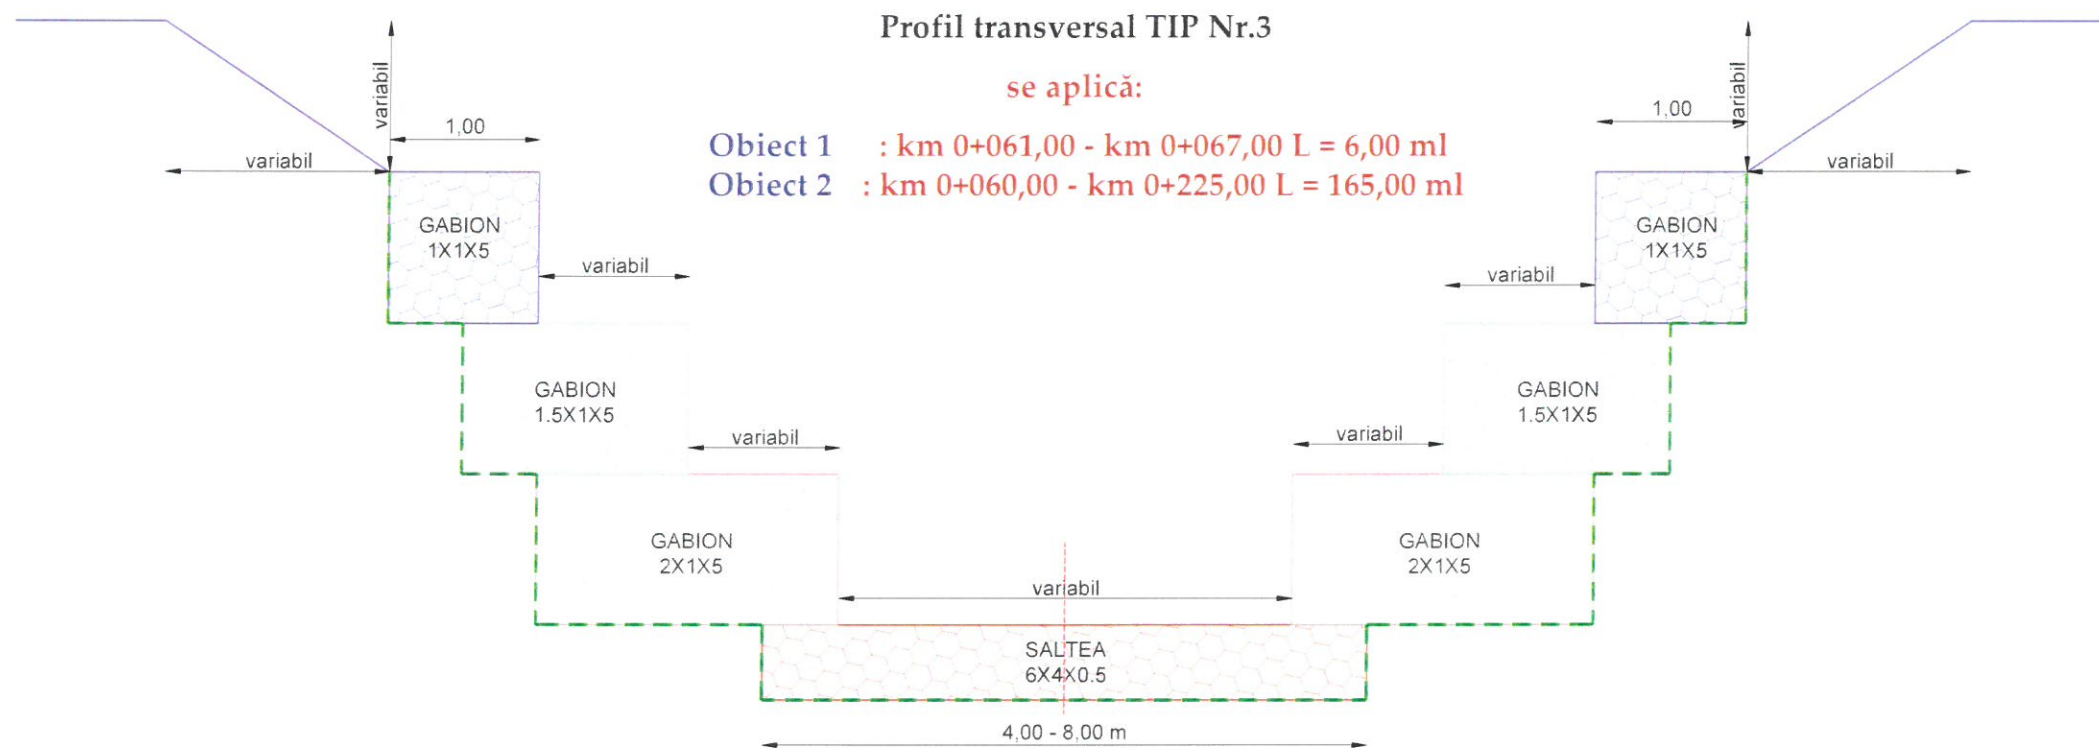 Profil transversal TIP Nr.3
se aplică:
Obiect 1 : km 0+061,00 - km 0+067,00 L = 6,00 ml
Obiect 2 : km 0+060,00 - km 0+225,00 L = 165,00 ml
variabil
1,00
variabil
1,00
variabil
variabil
GABION
1X1X5
GABION
1X1X5
variabil
variabil
GABION
1.5X1X5
GABION
1.5X1X5
variabil
variabil
GABION
2X1X5
GABION
2X1X5
variabil
SALTEA
6X4X0.5
4,00 - 8,00 m